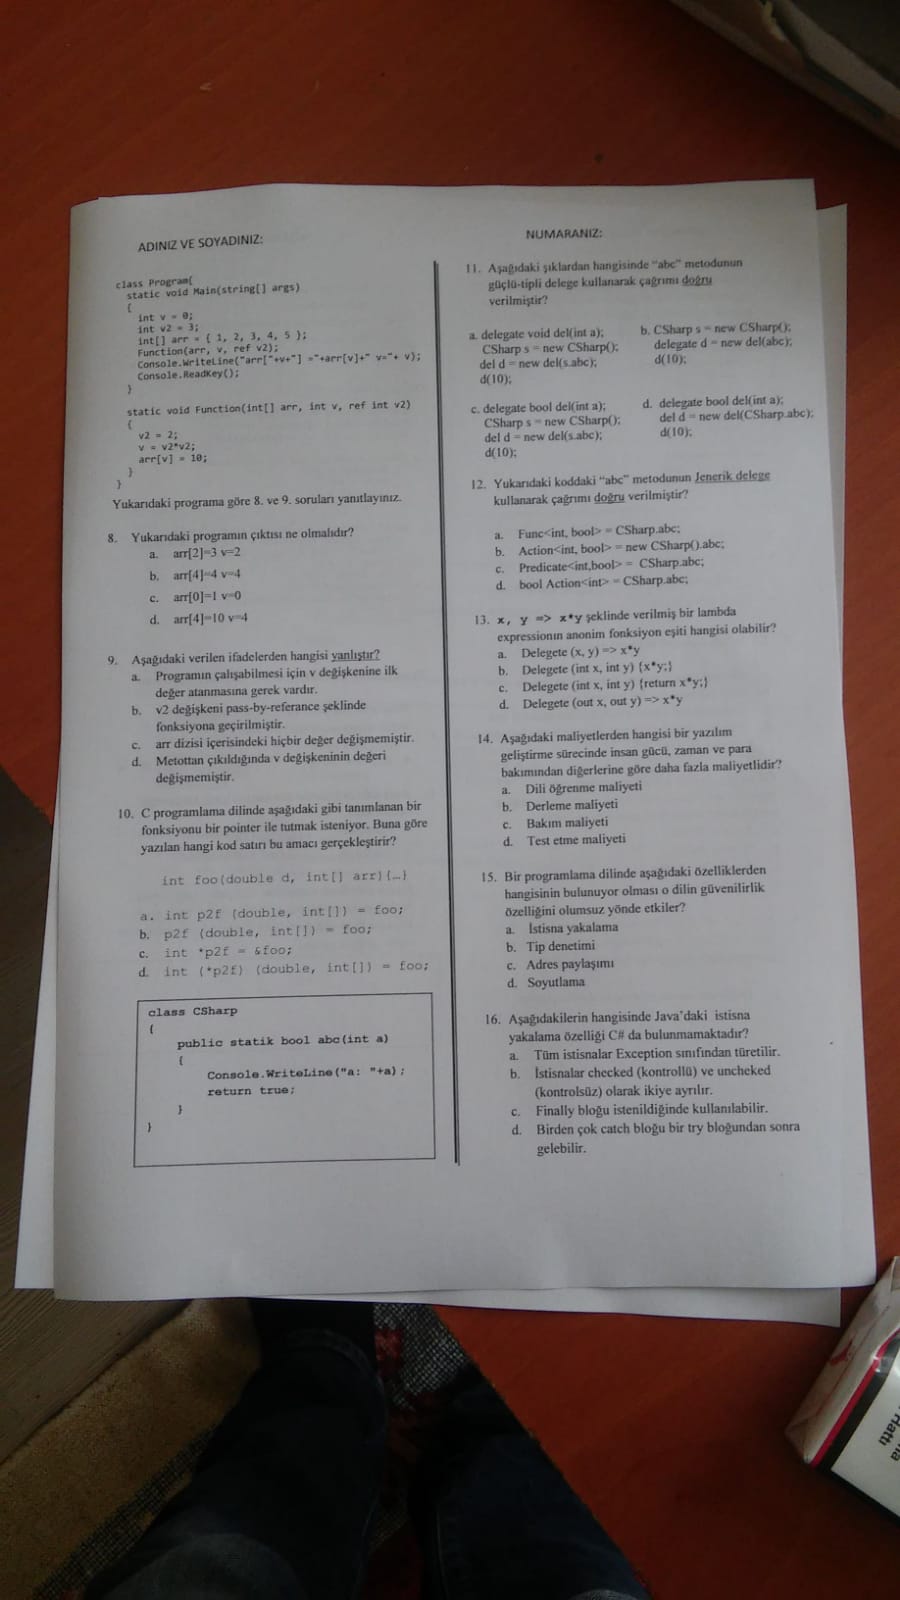 ADINIZ VE SOYADINIZ:
class Program{
static void Main(string[] args)
{
int v = 0;
int v2 = 3;
int[] arr = { 1, 2, 3, 4, 5 };
Function(arr, v, ref v2);
Console.WriteLine("arr["+v+"] ="+arr[v]+" v="+ v);
Console.ReadKey();
}
static void Function(int[] arr, int v, ref int v2)
{
v2 = 2;
v = v2*v2;
arr[v] = 10;
}
}
Yukarıdaki programa göre 8. ve 9. soruları yanıtlayınız.
8. Yukarıdaki programın çıktısı ne olmalıdır?
a. arr[2]=3 v=2
b. arr[4]=4 v=4
c. arr[0]=1 v=0
d. arr[4]=10 v=4
9. Aşağıdaki verilen ifadelerden hangisi yanlıştır?
a. Programın çalışabilmesi için v değişkenine ilk
değer atanmasına gerek vardır.
b. v2 değişkeni pass-by-referance şeklinde
fonksiyona geçirilmiştir.
c. arr dizisi içerisindeki hiçbir değer değişmemiştir.
d. Metottan çıkıldığında v değişkeninin değeri
değişmemiştir.
10. C programlama dilinde aşağıdaki gibi tanımlanan bir
fonksiyonu bir pointer ile tutmak isteniyor. Buna göre
yazılan hangi kod satırı bu amacı gerçekleştirir?
int foo(double d, int[] arr){…}
a. int p2f (double, int[]) = foo;
b. p2f (double, int[]) = foo;
c. int *p2f = &foo;
d. int (*p2f) (double, int[]) = foo;
class CSharp
{
public statik bool abc(int a)
{
Console.WriteLine("a: "+a);
return true;
}
}
NUMARANIZ:
11. Aşağıdaki şıklardan hangisinde "abc" metodunun
güçlü-tipli delege kullanarak çağrımı doğru
verilmiştir?
a. delegate void del(int a);
CSharp s = new CSharp();
del d = new del(s.abc);
d(10);
b. CSharp s = new CSharp();
delegate d = new del(abc);
d(10);
c. delegate bool del(int a);
CSharp s = new CSharp();
del d = new del(s.abc);
d(10);
d. delegate bool del(int a);
del d = new del(CSharp.abc);
d(10);
12. Yukarıdaki koddaki "abc" metodunun Jenerik delege
kullanarak çağrımı doğru verilmiştir?
a. Func<int, bool> = CSharp.abc;
b. Action<int, bool> = new CSharp().abc;
c. Predicate<int,bool> = CSharp.abc;
d. bool Action<int> = CSharp.abc;
13. x, y => x*y şeklinde verilmiş bir lambda
expressionın anonim fonksiyon eşiti hangisi olabilir?
a. Delegete (x, y) => x*y
b. Delegete (int x, int y) {x*y;}
c. Delegete (int x, int y) {return x*y;}
d. Delegete (out x, out y) => x*y
14. Aşağıdaki maliyetlerden hangisi bir yazılım
geliştirme sürecinde insan gücü, zaman ve para
bakımından diğerlerine göre daha fazla maliyetlidir?
a. Dili öğrenme maliyeti
b. Derleme maliyeti
c. Bakım maliyeti
d. Test etme maliyeti
15. Bir programlama dilinde aşağıdaki özelliklerden
hangisinin bulunuyor olması o dilin güvenilirlik
özelliğini olumsuz yönde etkiler?
a. İstisna yakalama
b. Tip denetimi
c. Adres paylaşımı
d. Soyutlama
16. Aşağıdakilerin hangisinde Java'daki istisna
yakalama özelliği C# da bulunmamaktadır?
a. Tüm istisnalar Exception sınıfından türetilir.
b. İstisnalar checked (kontrollü) ve uncheked
(kontrolsüz) olarak ikiye ayrılır.
c. Finally bloğu istenildiğinde kullanılabilir.
d. Birden çok catch bloğu bir try bloğundan sonra
gelebilir.
Hattı